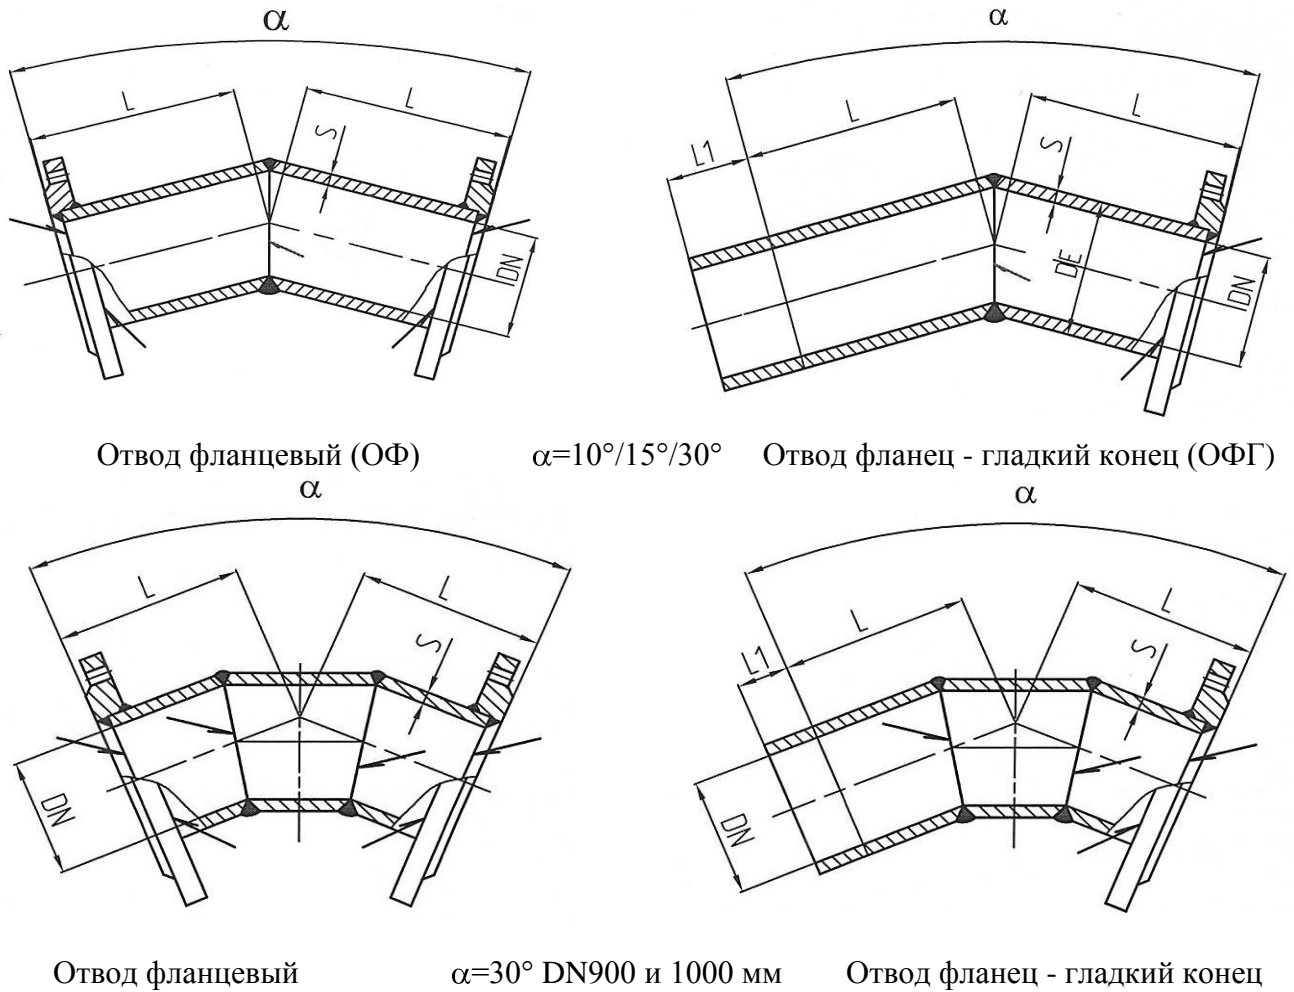 α
α
L
L
S
DN
L1
L
L
S
DE
DN
Отвод фланцевый (ОФ) α=10°/15°/30° Отвод фланец - гладкий конец (ОФГ)
α
α
L
L
S
DN
L1
L
L
S
DN
Отвод фланцевый α=30° DN900 и 1000 мм Отвод фланец - гладкий конец